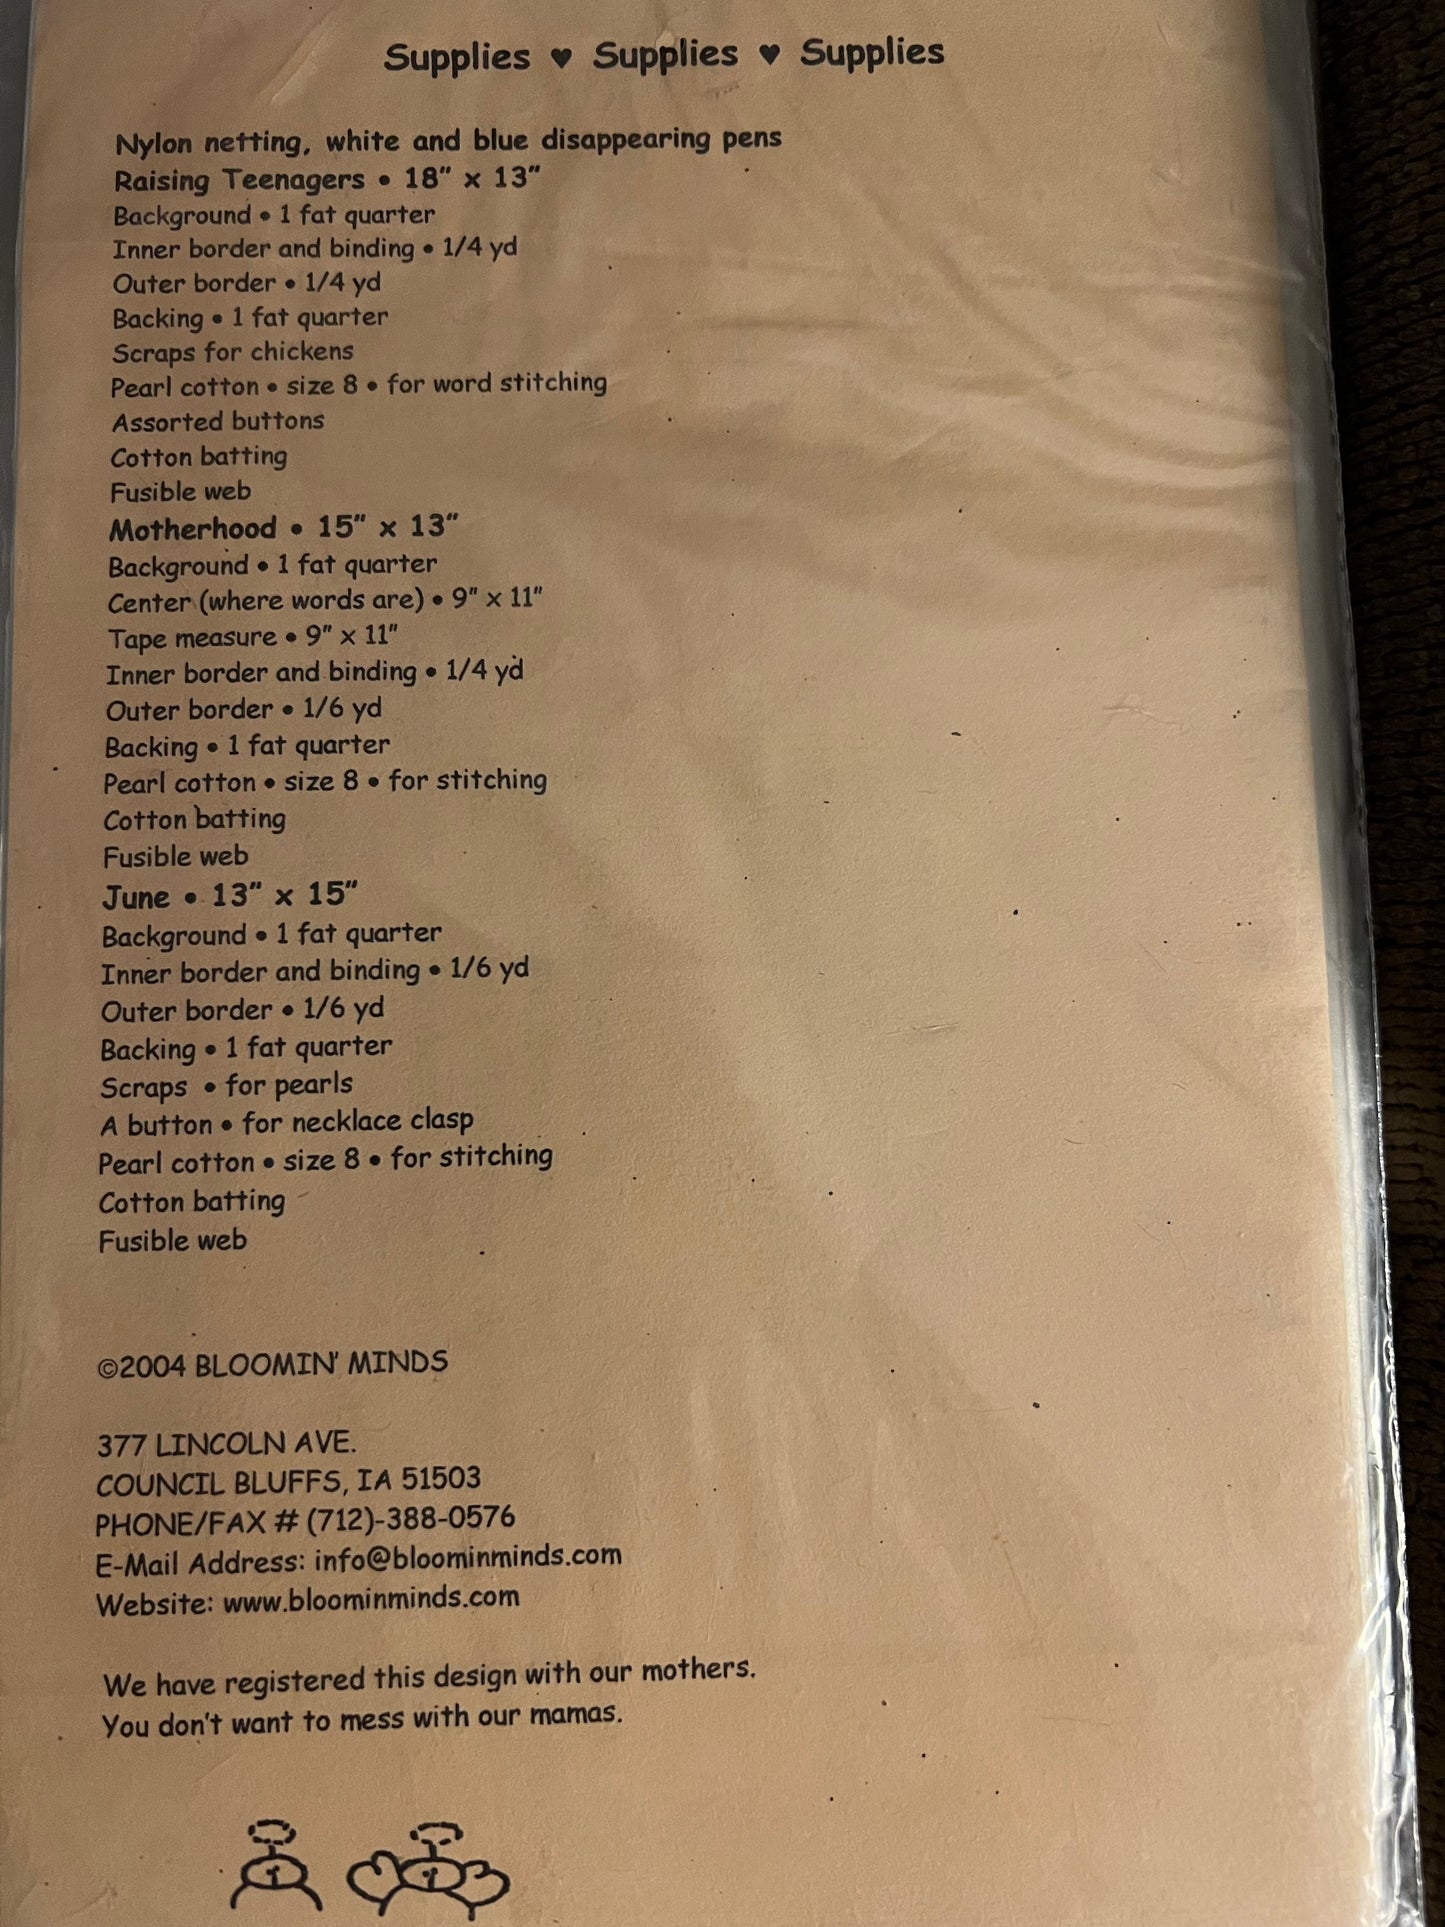 Supplies ♥ Supplies ♥ Supplies
Nylon netting, white and blue disappearing pens
Raising Teenagers • 18" x 13"
Background • 1 fat quarter
Inner border and binding • 1/4 yd
Outer border • 1/4 yd
Backing • 1 fat quarter
Scraps for chickens
Pearl cotton • size 8 • for word stitching
Assorted buttons
Cotton batting
Fusible web
Motherhood • 15" x 13"
Background • 1 fat quarter
Center (where words are) • 9" x 11"
Tape measure • 9" x 11"
Inner border and binding • 1/4 yd
Outer border • 1/6 yd
Backing • 1 fat quarter
Pearl cotton • size 8 • for stitching
Cotton batting
Fusible web
June • 13" x 15"
Background • 1 fat quarter
Inner border and binding • 1/6 yd
Outer border • 1/6 yd
Backing • 1 fat quarter
Scraps • for pearls
A button • for necklace clasp
Pearl cotton • size 8 • for stitching
Cotton batting
Fusible web
©2004 BLOOMIN' MINDS
377 LINCOLN AVE.
COUNCIL BLUFFS, IA 51503
PHONE/FAX # (712)-388-0576
E-Mail Address: info@bloominminds.com
Website: www.bloominminds.com
We have registered this design with our mothers.
You don't want to mess with our mamas.